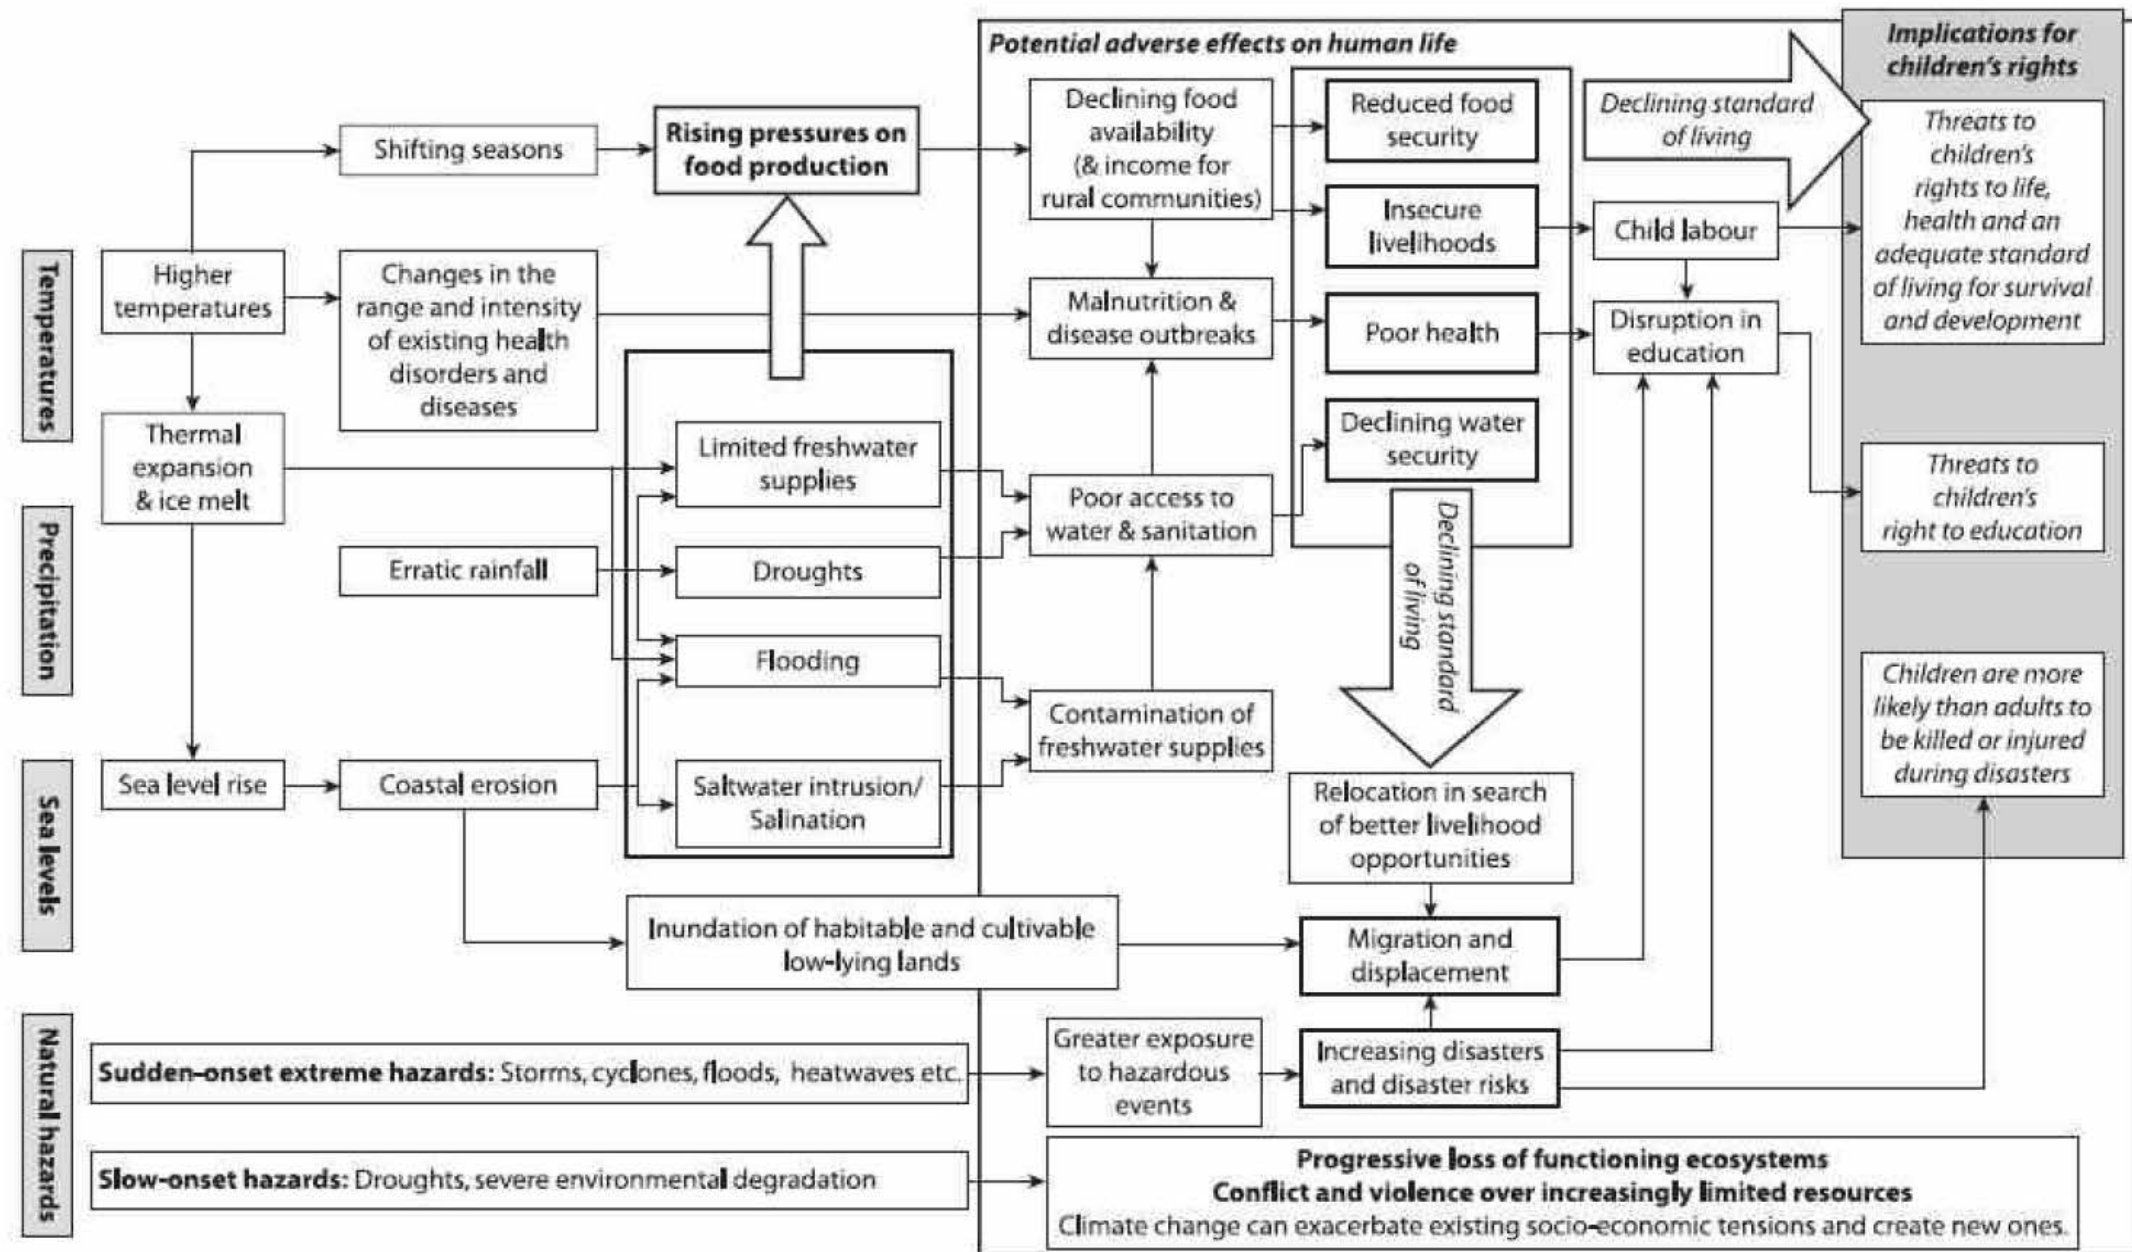 Potential adverse effects on human life
Implications for
children's rights
Temperatures
Precipitation
Sea levels
Natural hazards
Shifting seasons
Rising pressures on
food production
Higher
temperatures
Changes in the
range and intensity
of existing health
disorders and
diseases
Thermal
expansion
& ice melt
Erratic rainfall
Sea level rise
Coastal erosion
Limited freshwater
supplies
Droughts
Flooding
Saltwater intrusion/
Salination
Inundation of habitable and cultivable
low-lying lands
Sudden-onset extreme hazards: Storms, cyclones, floods, heatwaves etc.
Slow-onset hazards: Droughts, severe environmental degradation
Declining food
availability
(& income for
rural communities)
Malnutrition &
disease outbreaks
Poor access to
water & sanitation
Contamination of
freshwater supplies
Greater exposure
to hazardous
events
Reduced food
security
Insecure
livelihoods
Poor health
Declining water
security
Declining standard
of living
Relocation in search
of better livelihood
opportunities
Migration and
displacement
Increasing disasters
and disaster risks
Progressive loss of functioning ecosystems
Conflict and violence over increasingly limited resources
Climate change can exacerbate existing socio-economic tensions and create new ones.
Declining standard
of living
Child labour
Disruption in
education
Threats to
children's
rights to life,
health and an
adequate standard
of living for survival
and development
Threats to
children's
right to education
Children are more
likely than adults to
be killed or injured
during disasters